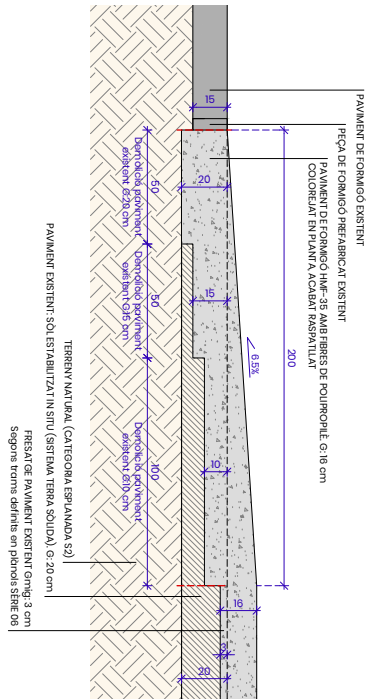 PAVIMENT DE FORMIGÓ EXISTENT
PEÇA DE FORMIGÓ PREFABRICAT EXISTENT
PAVIMENT DE FORMIGÓ HMF-35 AMB FIBRES DE POLIPROPILÈ. G:16 cm
COLOREJAT EN PLANTA, ACABAT RASPATLLAT
200
6.5%
15
20
15
10
16
3
20
50
50
100
Demolició paviment
existent G:20 cm
Demolició paviment
existent G:15 cm
Demolició paviment
existent G:10 cm
TERRENY NATURAL (CATEGORIA ESPLANADA S2)
PAVIMENT EXISTENT: SÒL ESTABILITZAT IN SITU (SISTEMA TERRA SÒLIDA), G: 20 cm
FRESATGE PAVIMENT EXISTENT Gmig: 3 cm
Segons trams definits en plànols SÈRIE 06